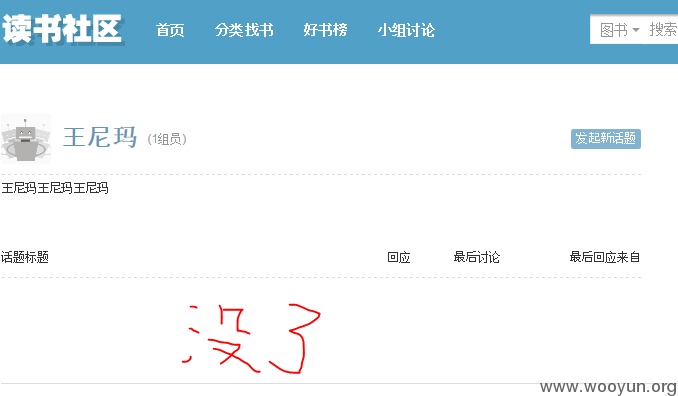 读书社区 首页 分类找书 好书榜 小组讨论 图书 搜索
王尼玛 (1组员) 发起新话题
王尼玛王尼玛王尼玛
话题标题 回应 最后讨论 最后回应来自
没了
www.wooyun.org